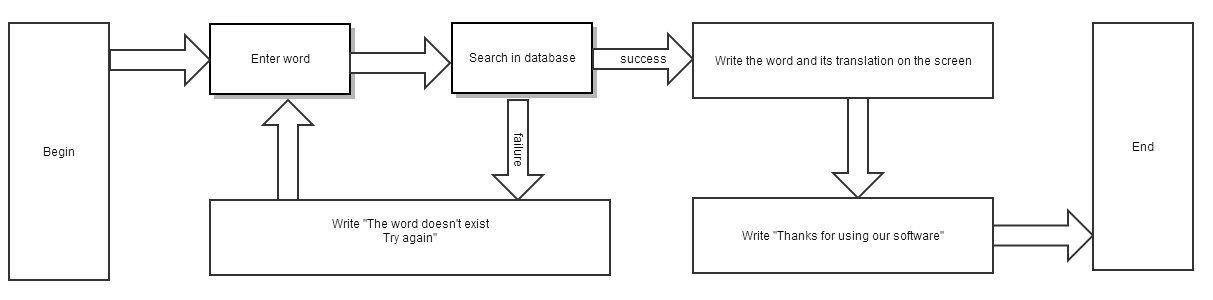 Begin
Enter word
Search in database
success
Write the word and its translation on the screen
failure
Write "The word doesn't exist
Try again"
Write "Thanks for using our software"
End